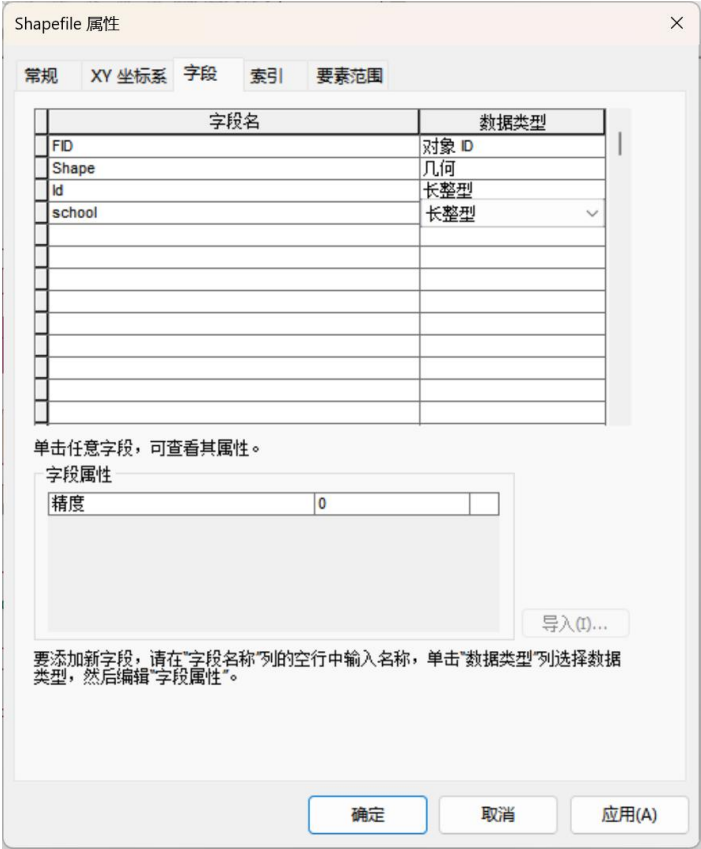 Shapefile 属性
常规 XY 坐标系 字段 索引 要素范围
字段名 数据类型
FID 对象 ID
Shape 几何
Id 长整型
school 长整型
单击任意字段，可查看其属性。
字段属性
精度 0
导入(I)...
要添加新字段，请在"字段名称"列的空行中输入名称，单击"数据类型"列选择数据
类型，然后编辑"字段属性"。
确定 取消 应用(A)